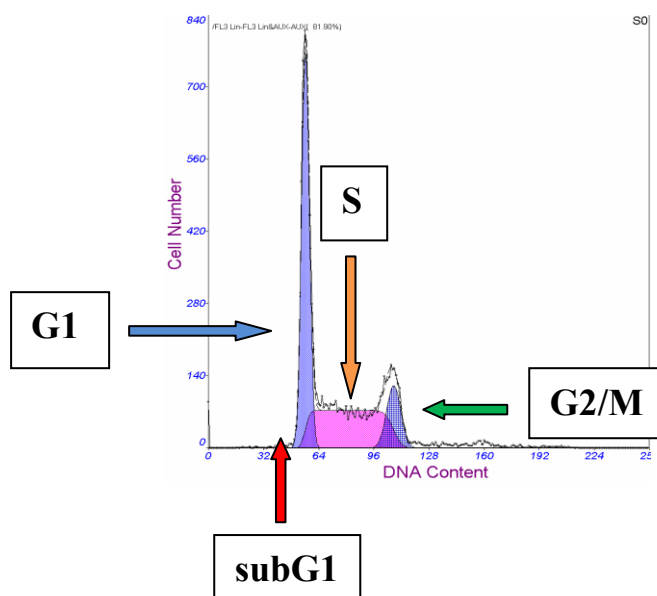 /FL3 Lin-FL3 Lin&AUX-AUX( 81.90%)
S0
840
700
560
420
280
140
0
Cell Number
S
G1
G2/M
0 32 64 96 128 160 192 224 25
DNA Content
subG1